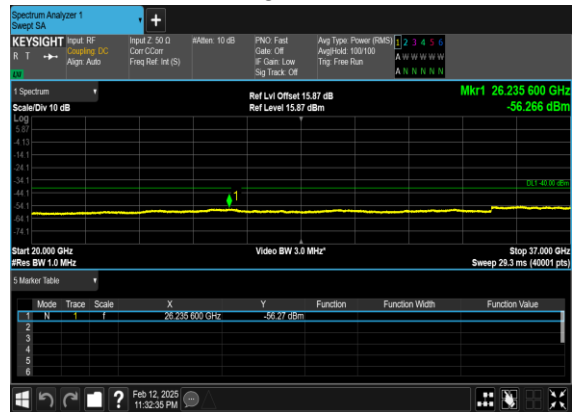 Spectrum Analyzer 1
Swept SA
KEYSIGHT Input: RF Input Z: 50 Ω #Atten: 10 dB PNO: Fast Avg Type: Power (RMS) 1 2 3 4 5 6
R T Coupling: DC Corr CCorr Gate: Off Avg|Hold: 100/100 A W W W W W
Align: Auto Freq Ref: Int (S) IF Gain: Low Trig: Free Run
Sig Track: Off A N N N N N
1 Spectrum
Scale/Div 10 dB Ref Lvl Offset 15.87 dB Mkr1 26.235 600 GHz
Ref Level 15.87 dBm -56.266 dBm
Log
5.87
-4.13
-14.1
-24.1
-34.1
DL1 -40.00 dBm
-44.1
1
-54.1
-64.1
-74.1
Start 20.000 GHz Video BW 3.0 MHz* Stop 37.000 GHz
#Res BW 1.0 MHz Sweep 29.3 ms (40001 pts)
5 Marker Table
Mode Trace Scale X Y Function Function Width Function Value
1 N 1 f 26.235 600 GHz -56.27 dBm
2
3
4
5
6
? Feb 12, 2025
11:32:35 PM